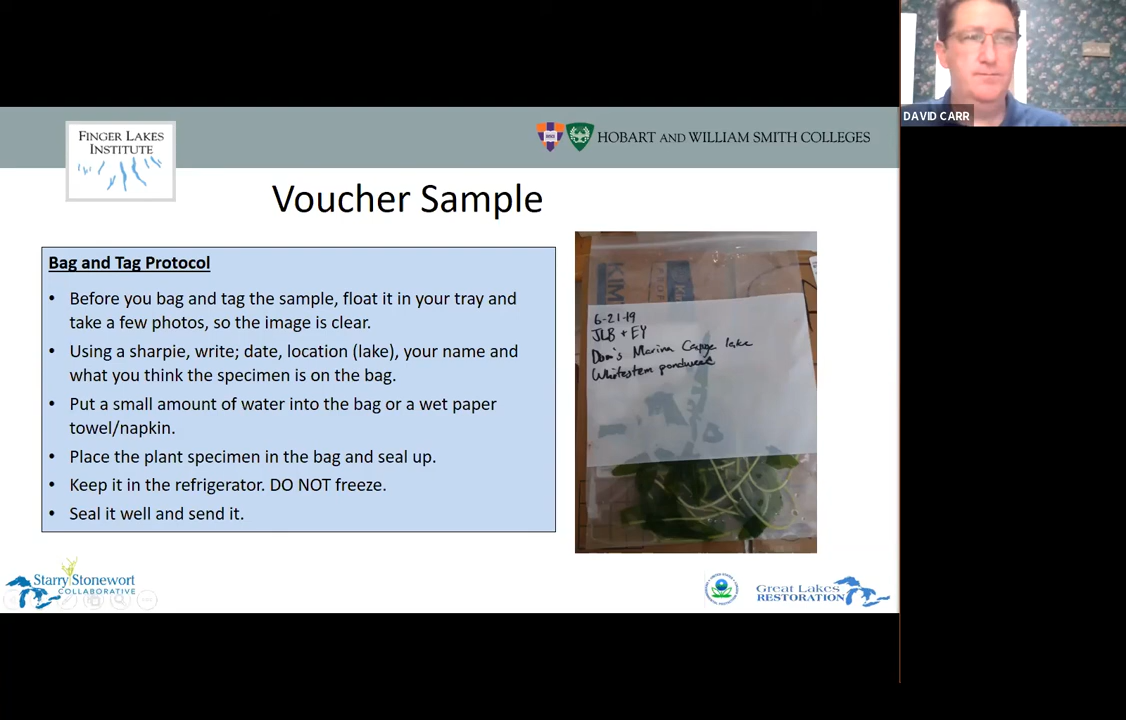 DAVID CARR
FINGER LAKES
INSTITUTE
HOBART AND WILLIAM SMITH COLLEGES
Voucher Sample
Bag and Tag Protocol
• Before you bag and tag the sample, float it in your tray and
take a few photos, so the image is clear.
• Using a sharpie, write; date, location (lake), your name and
what you think the specimen is on the bag.
• Put a small amount of water into the bag or a wet paper
towel/napkin.
• Place the plant specimen in the bag and seal up.
• Keep it in the refrigerator. DO NOT freeze.
• Seal it well and send it.
6-21-19
JLB + EY
Marina lake
Whitestem pondweed
Starry Stonewort
COLLABORATIVE
Great Lakes
RESTORATION